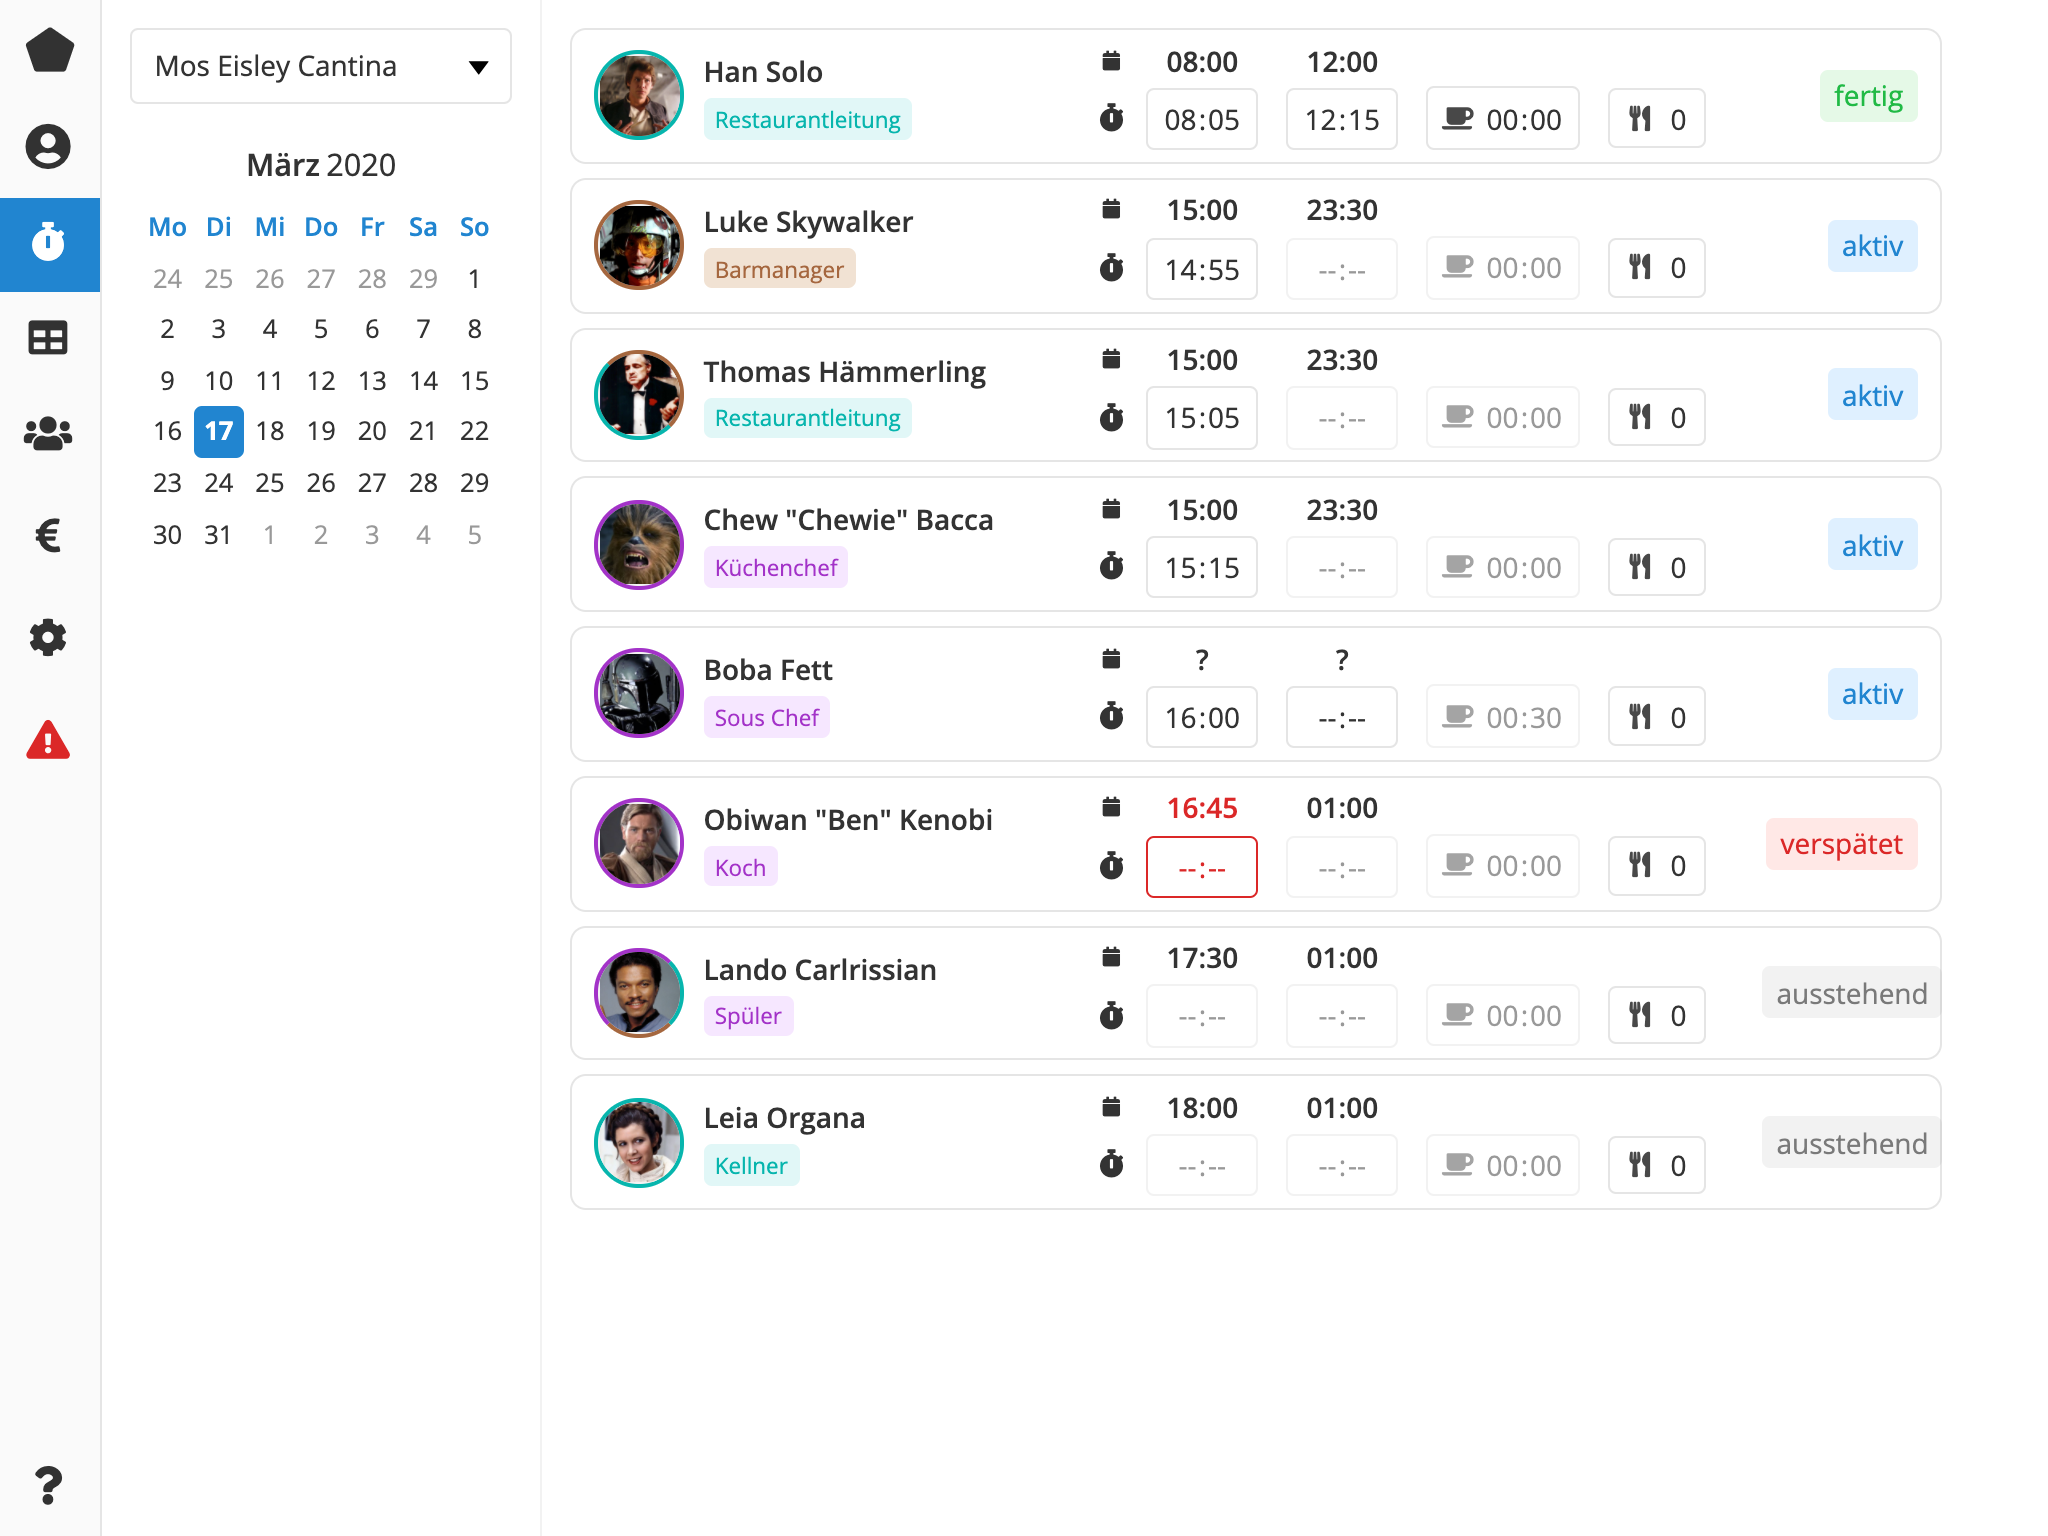 Mos Eisley Cantina
März 2020
Mo Di Mi Do Fr Sa So
24 25 26 27 28 29 1
2 3 4 5 6 7 8
9 10 11 12 13 14 15
16 17 18 19 20 21 22
23 24 25 26 27 28 29
30 31 1 2 3 4 5
€
?
Han Solo
Restaurantleitung
08:00 12:00
08:05 12:15 00:00 0
fertig
Luke Skywalker
Barmanager
15:00 23:30
14:55 --:-- 00:00 0
aktiv
Thomas Hämmerling
Restaurantleitung
15:00 23:30
15:05 --:-- 00:00 0
aktiv
Chew "Chewie" Bacca
Küchenchef
15:00 23:30
15:15 --:-- 00:00 0
aktiv
Boba Fett
Sous Chef
? ?
16:00 --:-- 00:30 0
aktiv
Obiwan "Ben" Kenobi
Koch
16:45 01:00
--:-- --:-- 00:00 0
verspätet
Lando Carlrissian
Spüler
17:30 01:00
--:-- --:-- 00:00 0
ausstehend
Leia Organa
Kellner
18:00 01:00
--:-- --:-- 00:00 0
ausstehend